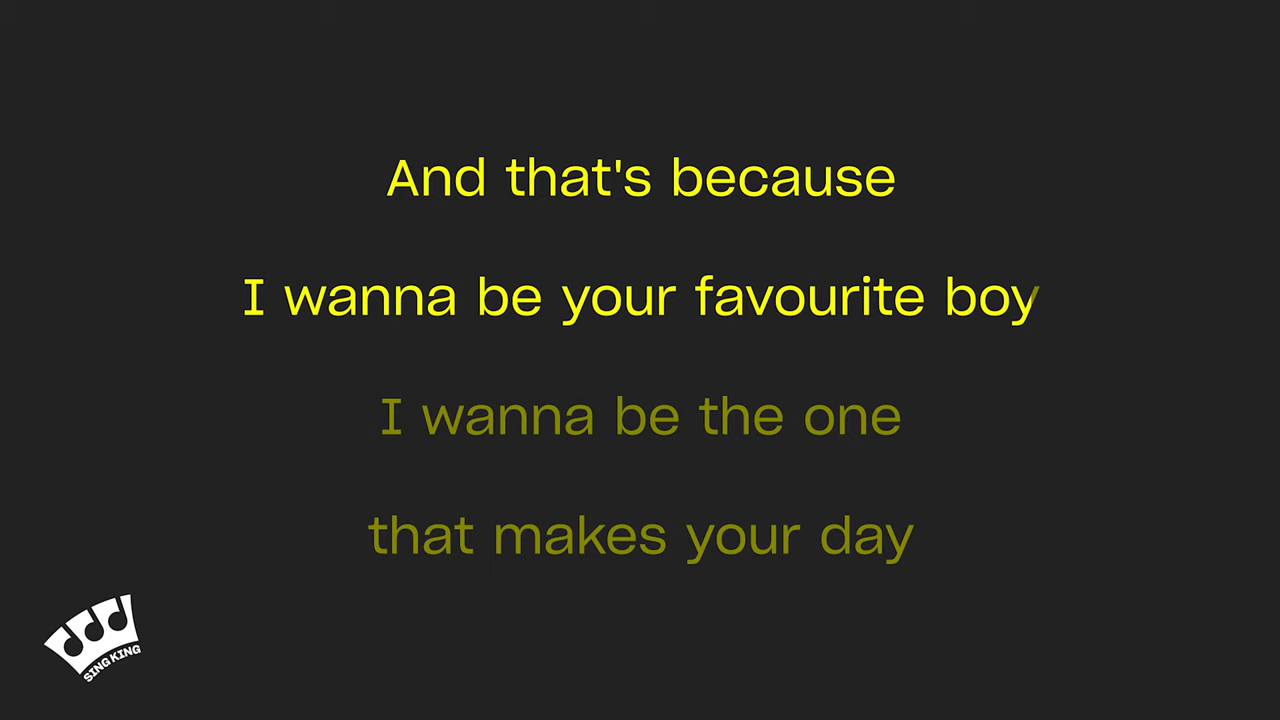 And that's because
I wanna be your favourite boy
I wanna be the one
that makes your day
SING KING